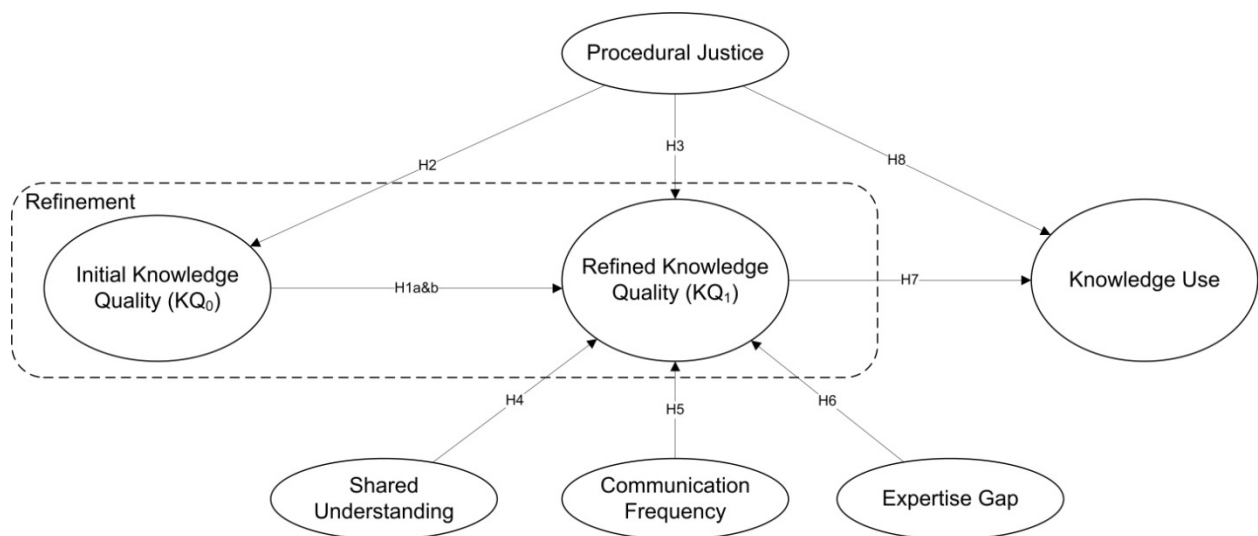 Procedural Justice
H2
H3
H8
Refinement
Initial Knowledge
Quality (KQ₀)
H1a&b
Refined Knowledge
Quality (KQ₁)
H7
Knowledge Use
H4
H5
H6
Shared
Understanding
Communication
Frequency
Expertise Gap